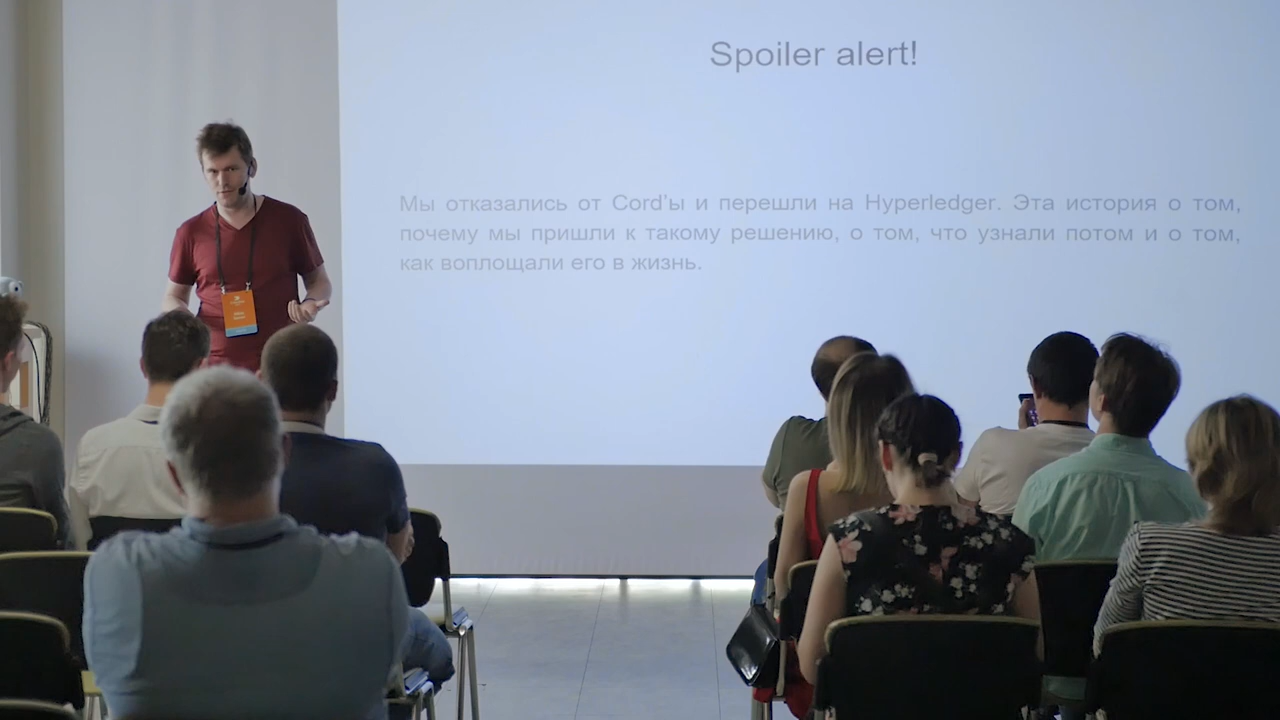 Spoiler alert!
Мы отказались от Cord'ы и перешли на Hyperledger. Эта история о том,
почему мы пришли к такому решению, о том, что узнали потом и о том,
как воплощали его в жизнь.